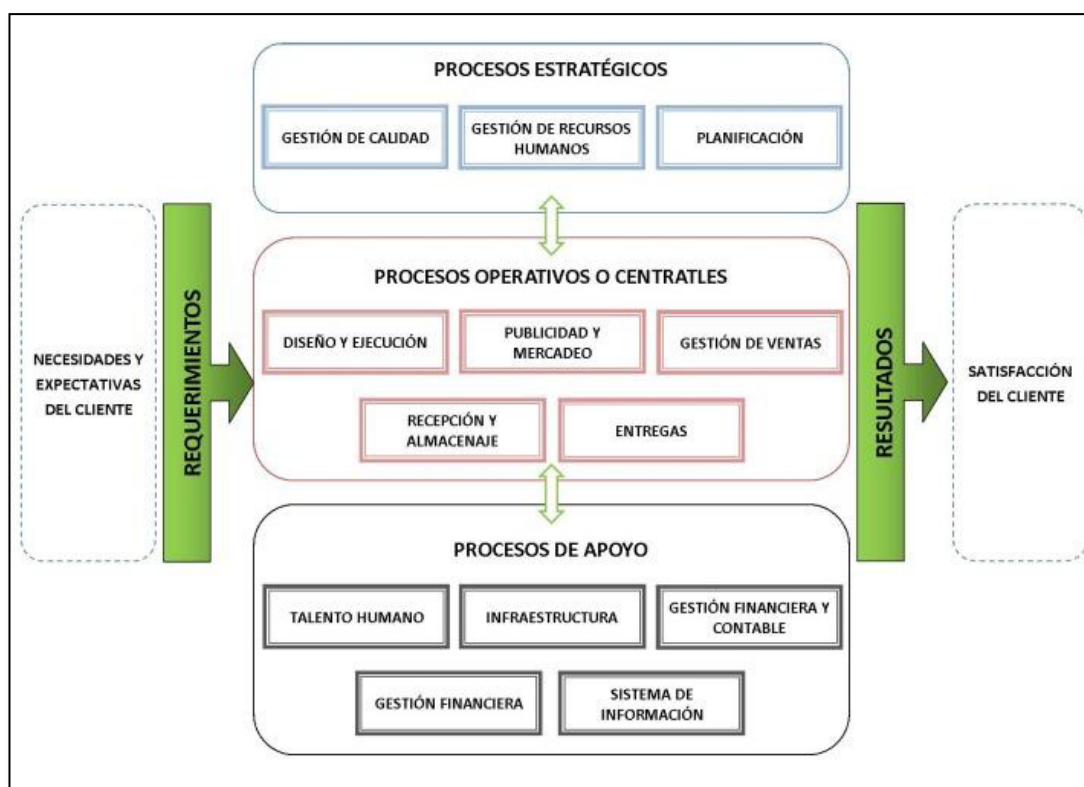 PROCESOS ESTRATÉGICOS
GESTIÓN DE CALIDAD
GESTIÓN DE RECURSOS
HUMANOS
PLANIFICACIÓN
NECESIDADES Y
EXPECTATIVAS
DEL CLIENTE
REQUERIMIENTOS
PROCESOS OPERATIVOS O CENTRATLES
DISEÑO Y EJECUCIÓN
PUBLICIDAD Y
MERCADEO
GESTIÓN DE VENTAS
RECEPCIÓN Y
ALMACENAJE
ENTREGAS
RESULTADOS
SATISFACCIÓN
DEL CLIENTE
PROCESOS DE APOYO
TALENTO HUMANO
INFRAESTRUCTURA
GESTIÓN FINANCIERA Y
CONTABLE
GESTIÓN FINANCIERA
SISTEMA DE
INFORMACIÓN